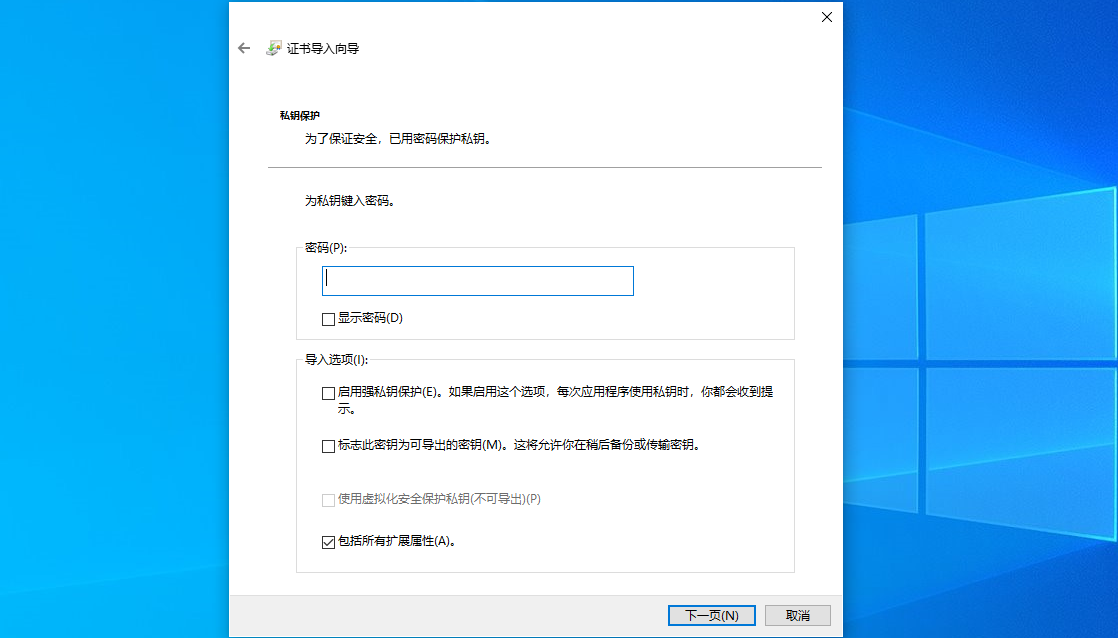 证书导入向导
私钥保护
为了保证安全，已用密码保护私钥。
为私钥键入密码。
密码(P):
显示密码(D)
导入选项(I):
启用强私钥保护(E)。如果启用这个选项，每次应用程序使用私钥时，你都会收到提
示。
标志此密钥为可导出的密钥(M)。这将允许你在稍后备份或传输密钥。
使用虚拟化安全保护私钥(不可导出)(P)
包括所有扩展属性(A)。
下一页(N)
取消